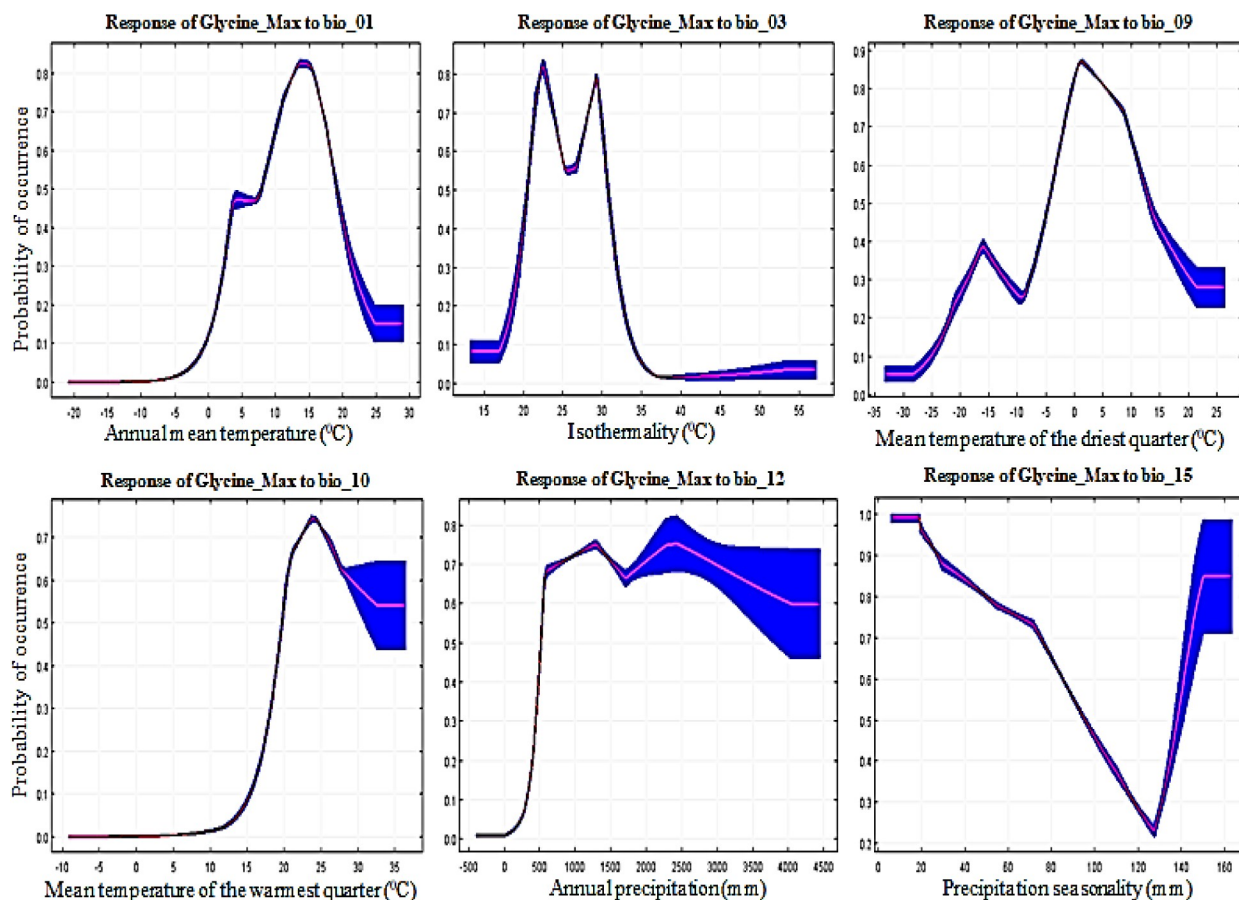 Response of Glycine_Max to bio_01
Probability of occurrence
0.8
0.7
0.6
0.5
0.4
0.3
0.2
0.1
0.0
-20 -15 -10 -5 0 5 10 15 20 25 30
Annual mean temperature (⁰C)
Response of Glycine_Max to bio_03
0.8
0.7
0.6
0.5
0.4
0.3
0.2
0.1
0.0
15 20 25 30 35 40 45 50 55
Isothermality (⁰C)
Response of Glycine_Max to bio_09
0.9
0.8
0.7
0.6
0.5
0.4
0.3
0.2
0.1
0.0
-35 -30 -25 -20 -15 -10 -5 0 5 10 15 20 25
Mean temperature of the driest quarter (⁰C)
Response of Glycine_Max to bio_10
Probability of occurrence
0.7
0.6
0.5
0.4
0.3
0.2
0.1
0.0
-10 -5 0 5 10 15 20 25 30 35
Mean temperature of the warmest quarter (⁰C)
Response of Glycine_Max to bio_12
0.8
0.7
0.6
0.5
0.4
0.3
0.2
0.1
0.0
-500 0 500 1000 1500 2000 2500 3000 3500 4000 4500
Annual precipitation (mm)
Response of Glycine_Max to bio_15
1.0
0.9
0.8
0.7
0.6
0.5
0.4
0.3
0.2
0 20 40 60 80 100 120 140 160
Precipitation seasonality (mm)